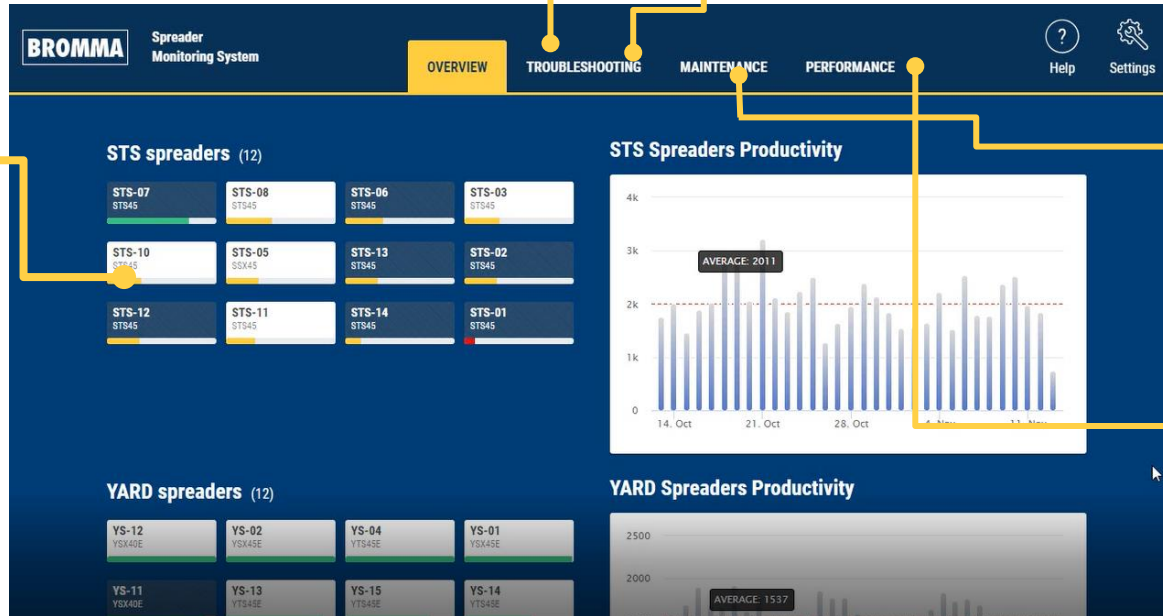 BROMMA
Spreader
Monitoring System
OVERVIEW
TROUBLESHOOTING
MAINTENANCE
PERFORMANCE
?
Help
Settings
STS spreaders (12)
STS-07
STS45
STS-08
STS45
STS-06
STS45
STS-03
STS45
STS-10
STS45
STS-05
SSX45
STS-13
STS45
STS-02
STS45
STS-12
STS45
STS-11
STS45
STS-14
STS45
STS-01
STS45
STS Spreaders Productivity
4k
3k
AVERAGE: 2011
2k
1k
0
14. Oct
21. Oct
28. Oct
4. Nov
11. Nov
YARD spreaders (12)
YS-12
YSX40E
YS-02
YSX45E
YS-04
YTS45E
YS-01
YSX45E
YS-11
YSX40E
YS-13
YTS45E
YS-15
YTS45E
YS-14
YTS45E
YARD Spreaders Productivity
2500
2000
AVERAGE: 1537